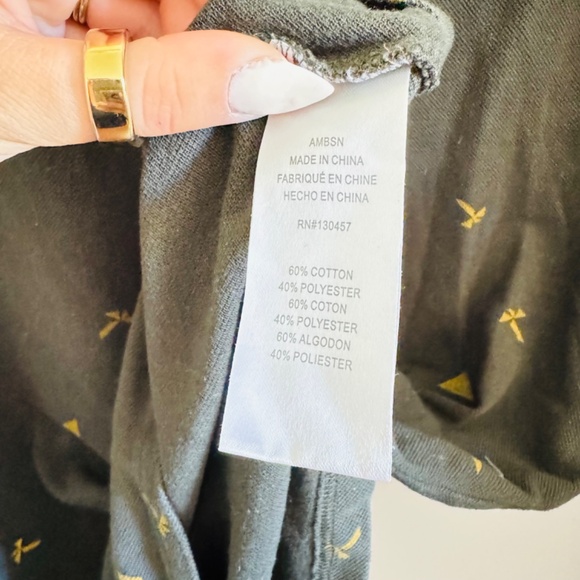 AMBSN
MADE IN CHINA
FABRIQUÉ EN CHINE
HECHO EN CHINA
RN#130457
60% COTTON
40% POLYESTER
60% COTON
40% POLYESTER
60% ALGODON
40% POLIESTER